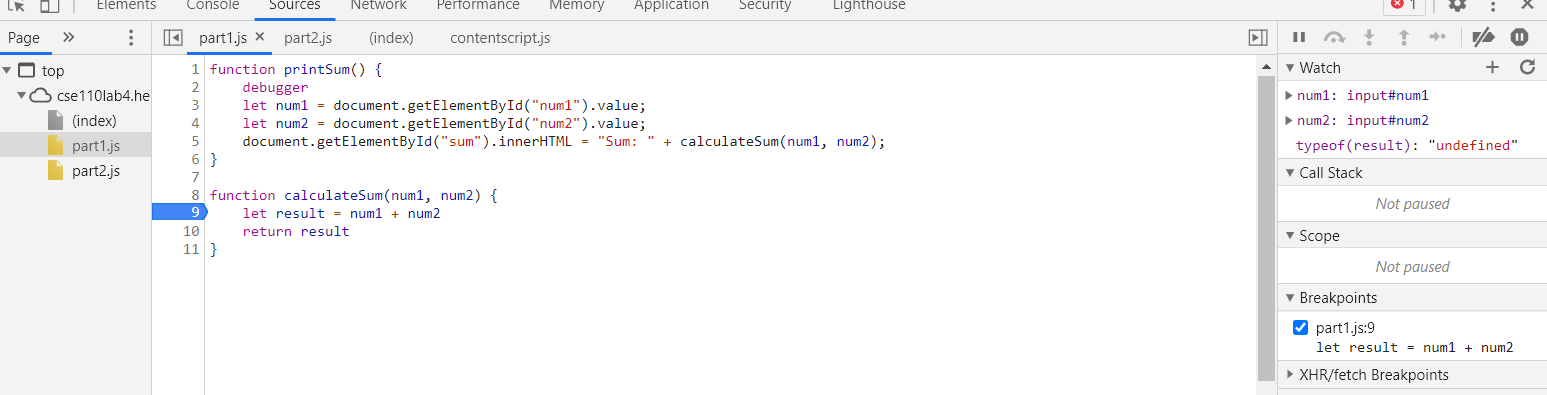 Elements Console Sources Network Performance Memory Application Security Lighthouse 1
Page
part1.js part2.js (index) contentscript.js
top
cse110lab4.he
(index)
part1.js
part2.js
1 function printSum() {
2 debugger
3 let num1 = document.getElementById("num1").value;
4 let num2 = document.getElementById("num2").value;
5 document.getElementById("sum").innerHTML = "Sum: " + calculateSum(num1, num2);
6 }
7
8 function calculateSum(num1, num2) {
9 let result = num1 + num2
10 return result
11 }
Watch
num1: input#num1
num2: input#num2
typeof(result): "undefined"
Call Stack
Not paused
Scope
Not paused
Breakpoints
part1.js:9
let result = num1 + num2
XHR/fetch Breakpoints